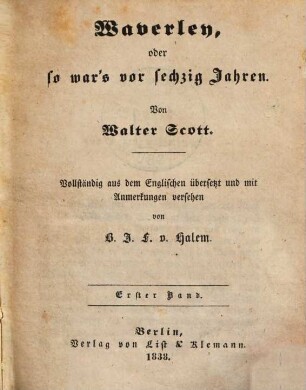 Waverley,
oder
so war's vor sechzig Jahren.
Von
Walter Scott.
Vollständig aus dem Englischen übersetzt und mit
Anmerkungen versehen
von
B. J. F. v. Halem.
Erster Band.
Berlin,
Verlag von List & Klemann.
1838.